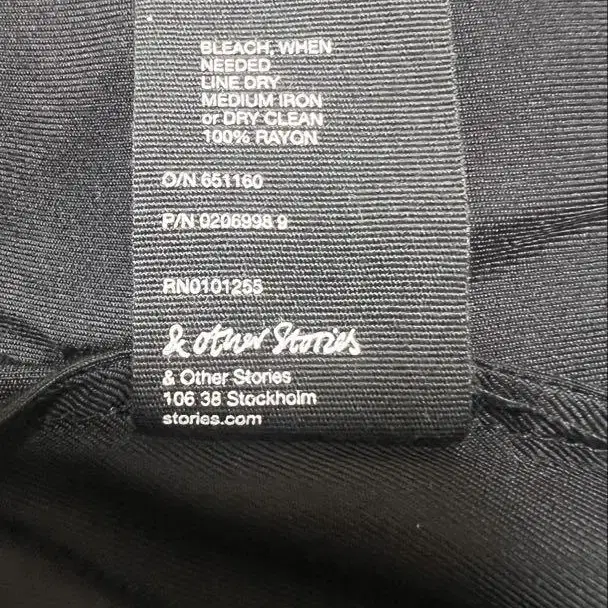 BLEACH, WHEN
NEEDED
LINE DRY
MEDIUM IRON
or DRY CLEAN
100% RAYON
O/N 651160
P/N 0206998 9
RN0101255
& other Stories
& Other Stories
106 38 Stockholm
stories.com